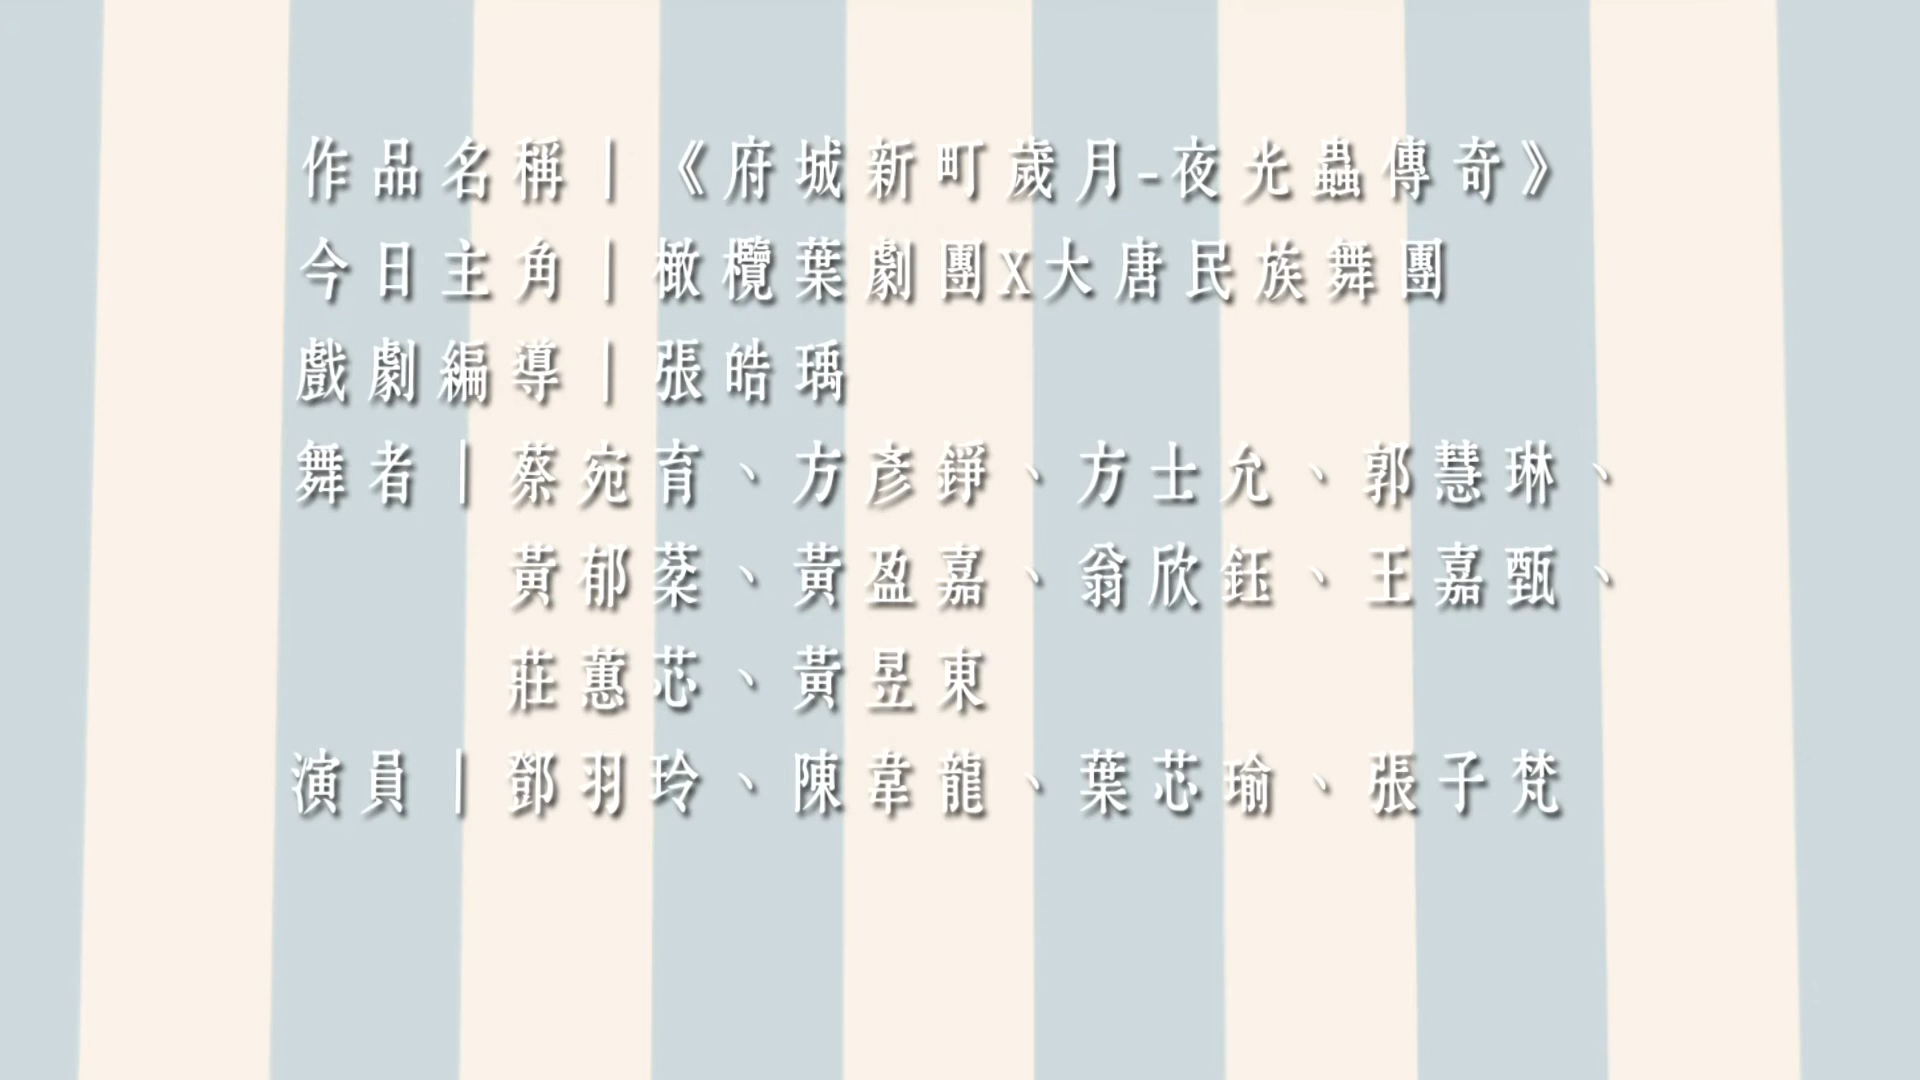 作品名稱｜《府城新町歲月-夜光蟲傳奇》
今日主角｜橄欖葉劇團X大唐民族舞團
戲劇編導｜張皓瑀
舞者｜蔡宛育、方彥錚、方士允、郭慧琳、
黃郁棻、黃盈嘉、翁欣鈺、王嘉甄、
莊蕙芯、黃昱東
演員｜鄧羽玲、陳韋龍、葉芯瑜、張子梵